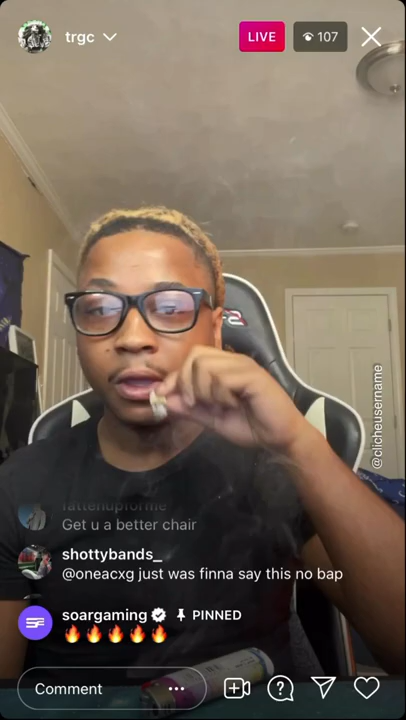 trgc
LIVE
107
@clicheusername
fattenupforme
Get u a better chair
shottybands_
@oneacxg just was finna say this no bap
soargaming PINNED
Comment